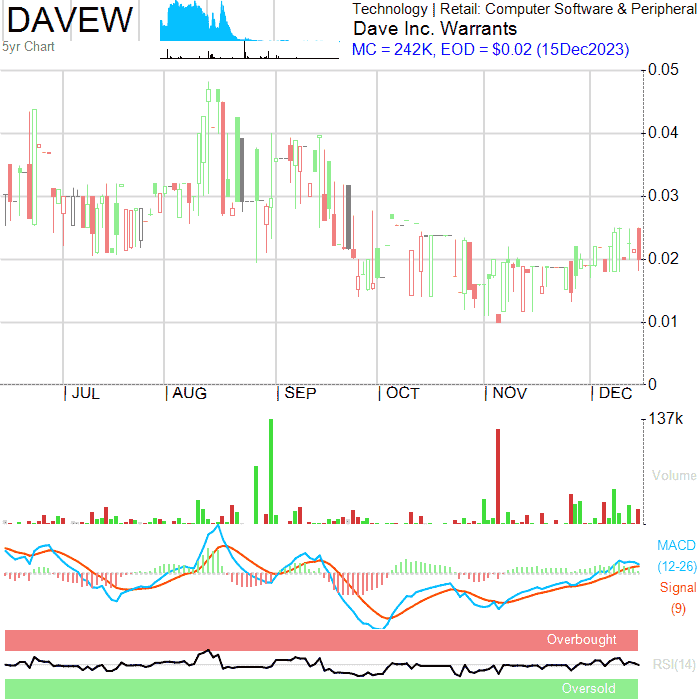 DAVEW
5yr Chart
Technology | Retail: Computer Software & Peripheral
Dave Inc. Warrants
MC = 242K, EOD = $0.02 (15Dec2023)
0.05
0.04
0.03
0.02
0.01
0
JUL AUG SEP OCT NOV DEC
137k
Volume
MACD
(12-26)
Signal
(9)
Overbought
RSI(14)
Oversold